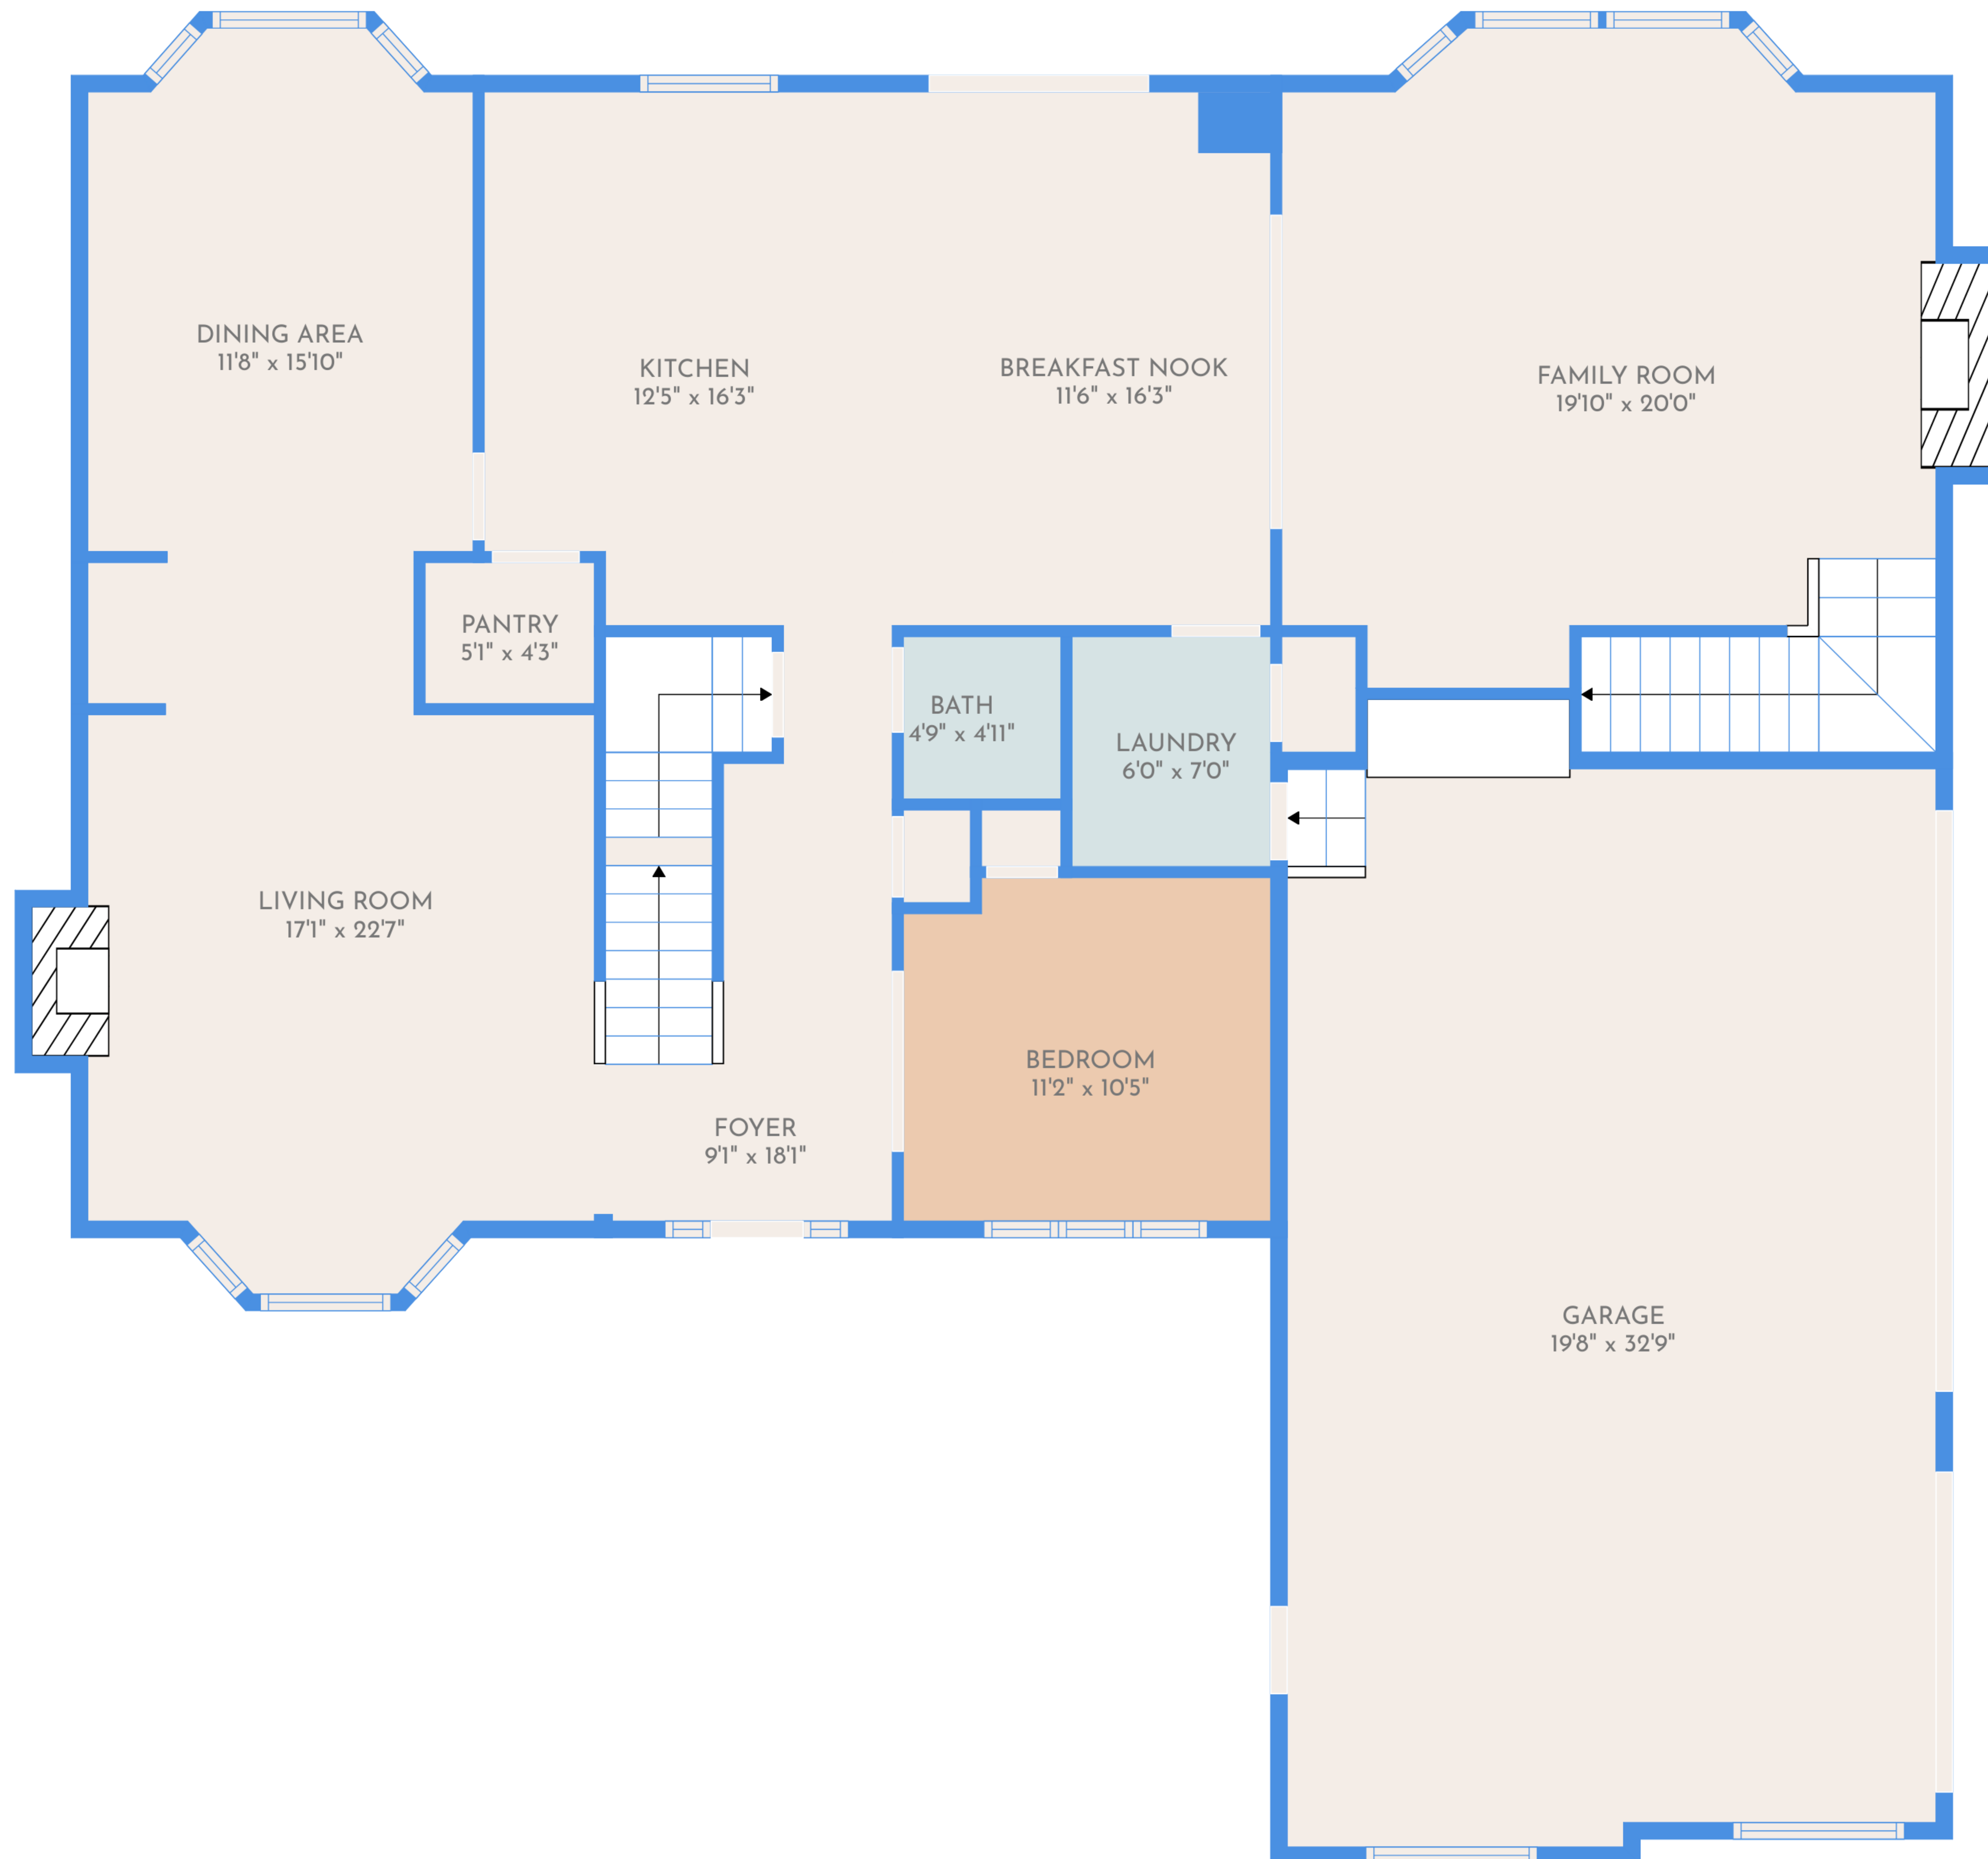 DINING AREA
11'8" x 15'10"
KITCHEN
12'5" x 16'3"
BREAKFAST NOOK
11'6" x 16'3"
FAMILY ROOM
19'10" x 20'0"
PANTRY
5'1" x 4'3"
BATH
4'9" x 4'11"
LAUNDRY
6'0" x 7'0"
LIVING ROOM
17'1" x 22'7"
BEDROOM
11'2" x 10'5"
FOYER
9'1" x 18'1"
GARAGE
19'8" x 32'9"